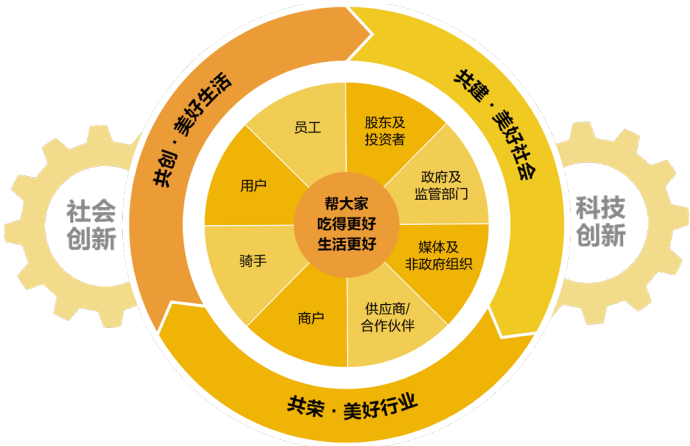 共创 · 美好生活
共建 · 美好社会
共荣 · 美好行业
社会
创新
科技
创新
员工
股东及
投资者
政府及
监管部门
媒体及
非政府组织
供应商/
合作伙伴
商户
骑手
用户
帮大家
吃得更好
生活更好